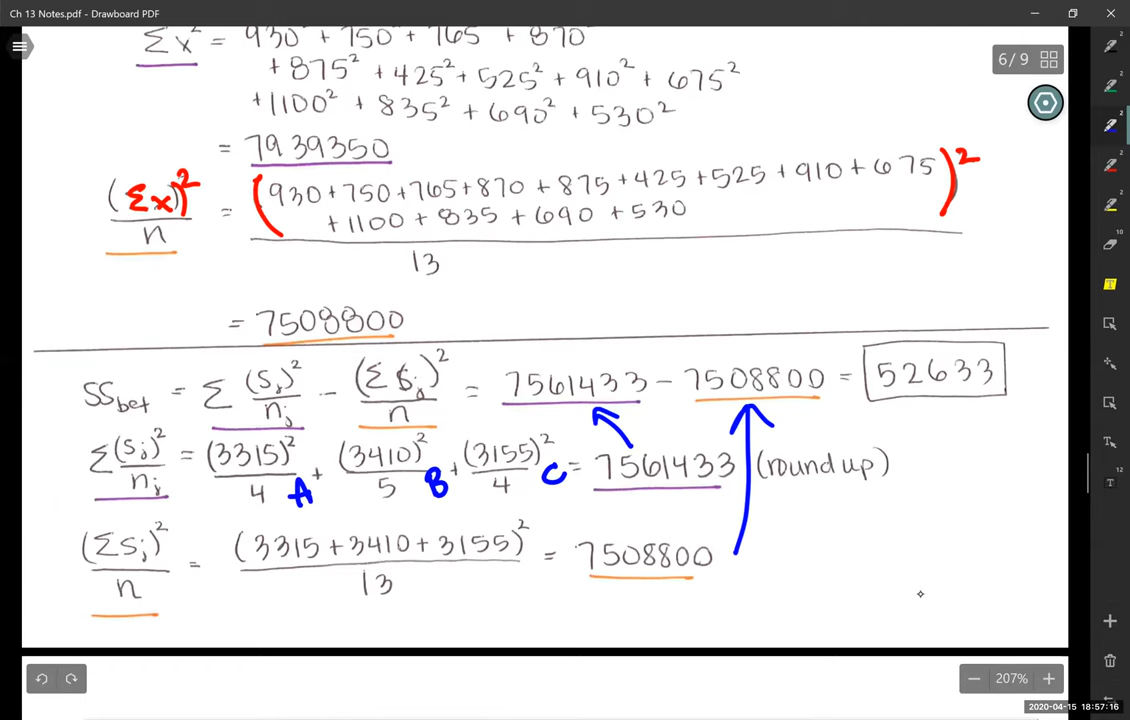 Ch 13 Notes.pdf - Drawboard PDF
Σx² = 930² + 750² + 765² + 870²
6/9
+875² +425² +525² +910² + 675²
+1100² + 835² +690² +530²
= 7939350
(Σx)² / n = (930+750+765+870 +875+425+525+910+675
+1100+835+690+530)² / 13
= 7508800
SSbet = Σ (Sj)²/nj − (ΣSj)²/n = 7561433 − 7508800 = 52633
Σ (Sj)²/nj = (3315)²/4 A + (3410)²/5 B + (3155)²/4 C = 7561433 (round up)
(ΣSj)²/n = (3315+3410+3155)²/13 = 7508800
207%
2020-04-15 18:57:16